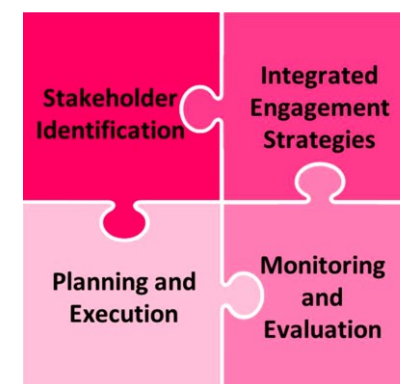 Stakeholder
Identification
Integrated
Engagement
Strategies
Planning and
Execution
Monitoring
and
Evaluation